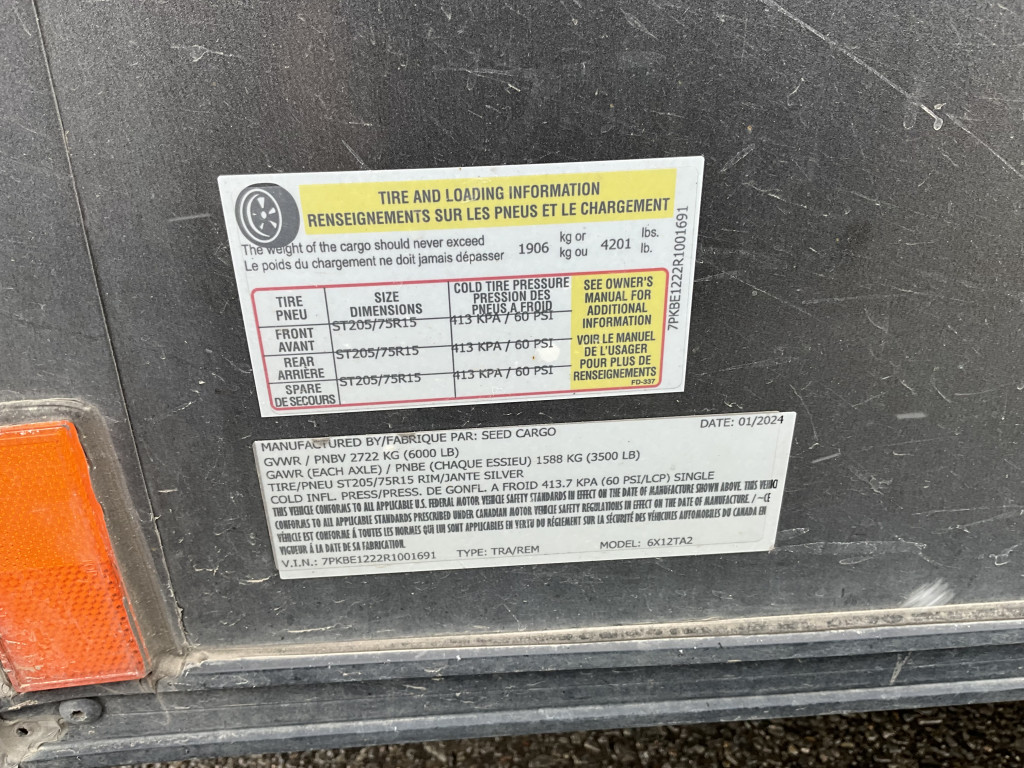 TIRE AND LOADING INFORMATION
RENSEIGNEMENTS SUR LES PNEUS ET LE CHARGEMENT
The weight of the cargo should never exceed 1906 kg or 4201 lbs.
Le poids du chargement ne doit jamais dépasser kg ou lb.
TIRE
PNEU
SIZE
DIMENSIONS
COLD TIRE PRESSURE
PRESSION DES
PNEUS A FROID
FRONT
AVANT
ST205/75R15
413 KPA / 60 PSI
REAR
ARRIÈRE
ST205/75R15
413 KPA / 60 PSI
SPARE
DE SECOURS
ST205/75R15
413 KPA / 60 PSI
SEE OWNER'S
MANUAL FOR
ADDITIONAL
INFORMATION
VOIR LE MANUEL
DE L'USAGER
POUR PLUS DE
RENSEIGNEMENTS
FD-337
7PKBE1222R1001691
MANUFACTURED BY/FABRIQUE PAR: SEED CARGO DATE: 01/2024
GVWR / PNBV 2722 KG (6000 LB)
GAWR (EACH AXLE) / PNBE (CHAQUE ESSIEU) 1588 KG (3500 LB)
TIRE/PNEU ST205/75R15 RIM/JANTE SILVER
COLD INFL. PRESS/PRESS. DE GONFL. A FROID 413.7 KPA (60 PSI/LCP) SINGLE
THIS VEHICLE CONFORMS TO ALL APPLICABLE U.S. FEDERAL MOTOR VEHICLE SAFETY STANDARDS IN EFFECT ON THE DATE OF MANUFACTURE SHOWN ABOVE. THIS VEHICL
CONFORMS TO ALL APPLICABLE STANDARDS PRESCRIBED UNDER CANADIAN MOTOR VEHICLE SAFETY REGULATIONS IN EFFECT ON THE DATE OF MANUFACTURE. / -CE
VÉHICLE EST CONFORME À TOUTES LES NORMES QUI LUI SONT APPLICABLES EN VERTU DU RÉGIEMENT SUR LA SÉCURITÉ DES VÉHICULES AUTOMOBILES DU CANADA EN
VIGUEUR À LA DATE DE SA FABRICATION.
V.I.N.: 7PKBE1222R1001691 TYPE: TRA/REM MODEL: 6X12TA2